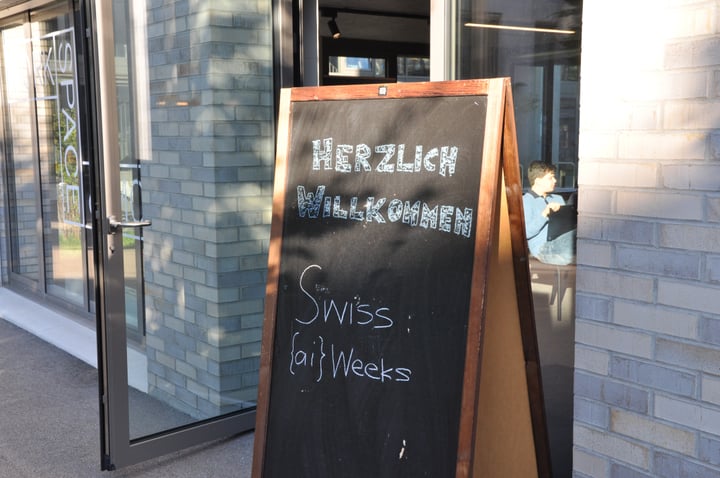 HERZLICH
WILLKOMMEN
Swiss
{ai} Weeks